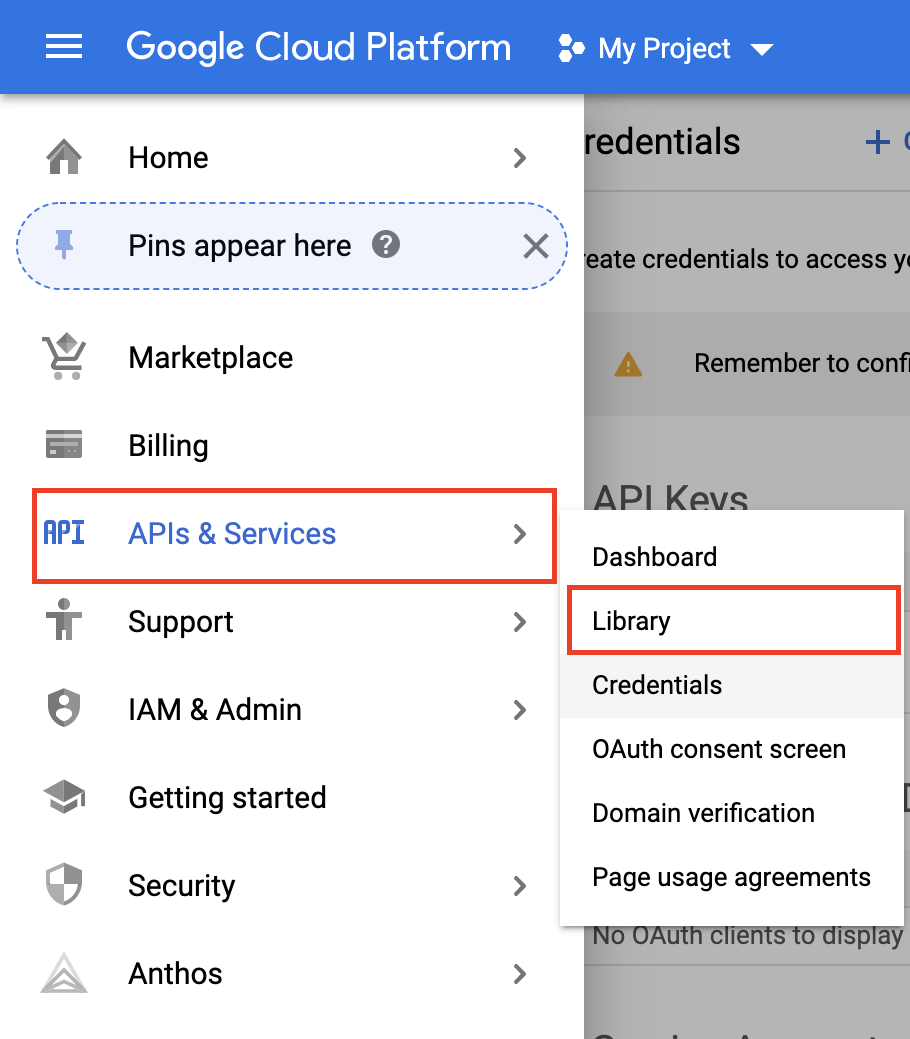 Google Cloud Platform My Project
Home
Pins appear here ?
Marketplace
Billing
API APIs & Services
Support
IAM & Admin
Getting started
Security
Anthos
redentials +
reate credentials to access
Remember to
API Keys
Dashboard
Library
Credentials
OAuth consent screen
Domain verification
Page usage agreements
No OAuth clients to display